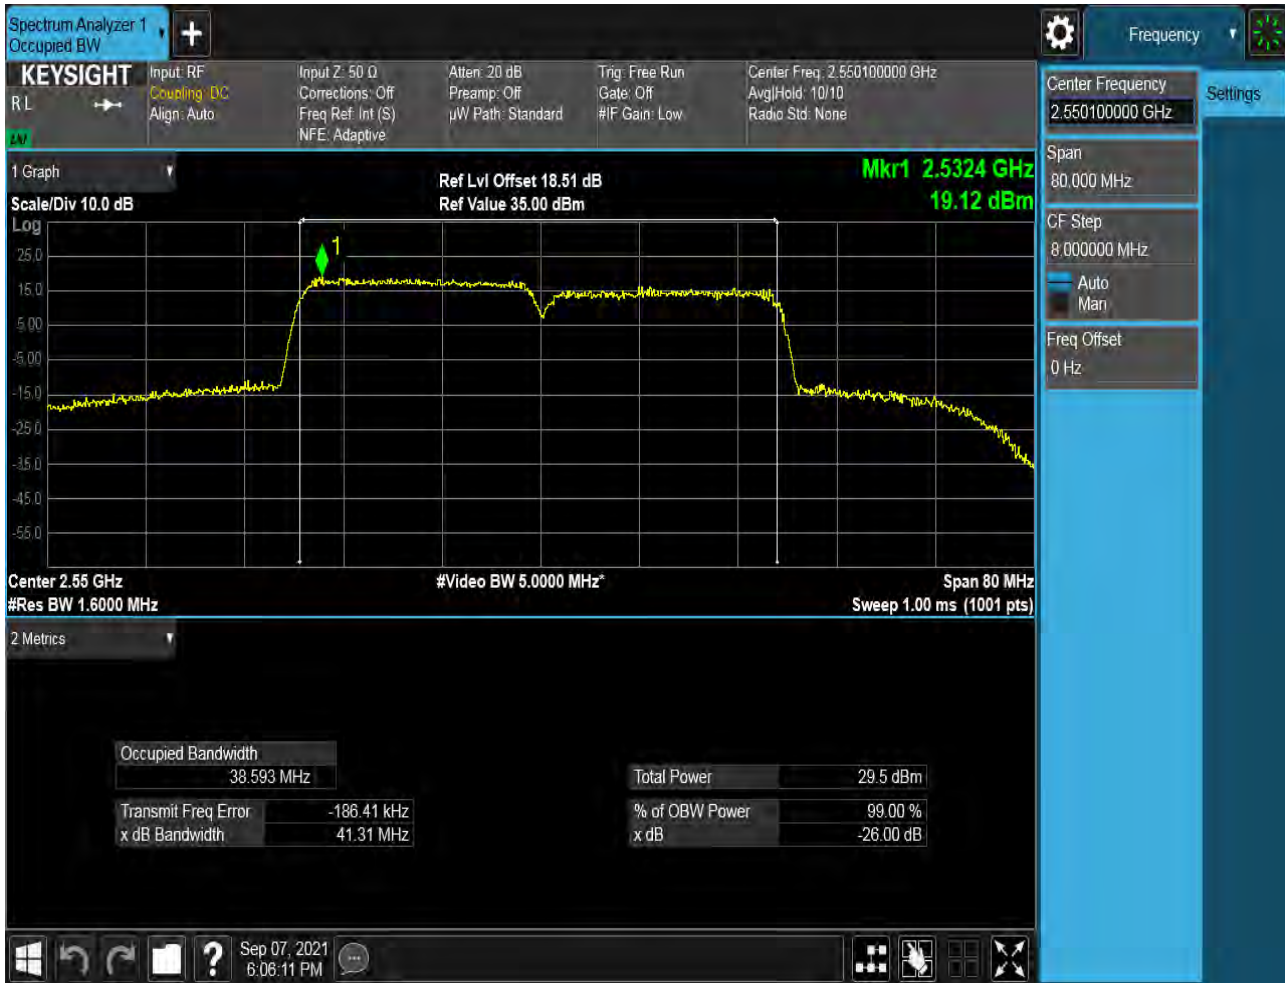 Spectrum Analyzer 1
Occupied BW
Frequency
KEYSIGHT
R L
LNI
Input: RF
Coupling: DC
Align: Auto
Input Z: 50 Ω
Corrections: Off
Freq Ref: Int (S)
NFE: Adaptive
Atten: 20 dB
Preamp: Off
µW Path: Standard
Trig: Free Run
Gate: Off
#IF Gain: Low
Center Freq: 2.550100000 GHz
Avg|Hold: 10/10
Radio Std: None
Center Frequency
2.550100000 GHz
Settings
Span
80.000 MHz
CF Step
8.000000 MHz
Auto
Man
Freq Offset
0 Hz
1 Graph
Scale/Div 10.0 dB
Ref Lvl Offset 18.51 dB
Ref Value 35.00 dBm
Mkr1 2.5324 GHz
19.12 dBm
Log
1
25.0
15.0
5.00
-5.00
-15.0
-25.0
-35.0
-45.0
-55.0
Center 2.55 GHz
#Res BW 1.6000 MHz
#Video BW 5.0000 MHz*
Span 80 MHz
Sweep 1.00 ms (1001 pts)
2 Metrics
Occupied Bandwidth
38.593 MHz
Transmit Freq Error -186.41 kHz
x dB Bandwidth 41.31 MHz
Total Power 29.5 dBm
% of OBW Power 99.00 %
x dB -26.00 dB
?
Sep 07, 2021
6:06:11 PM